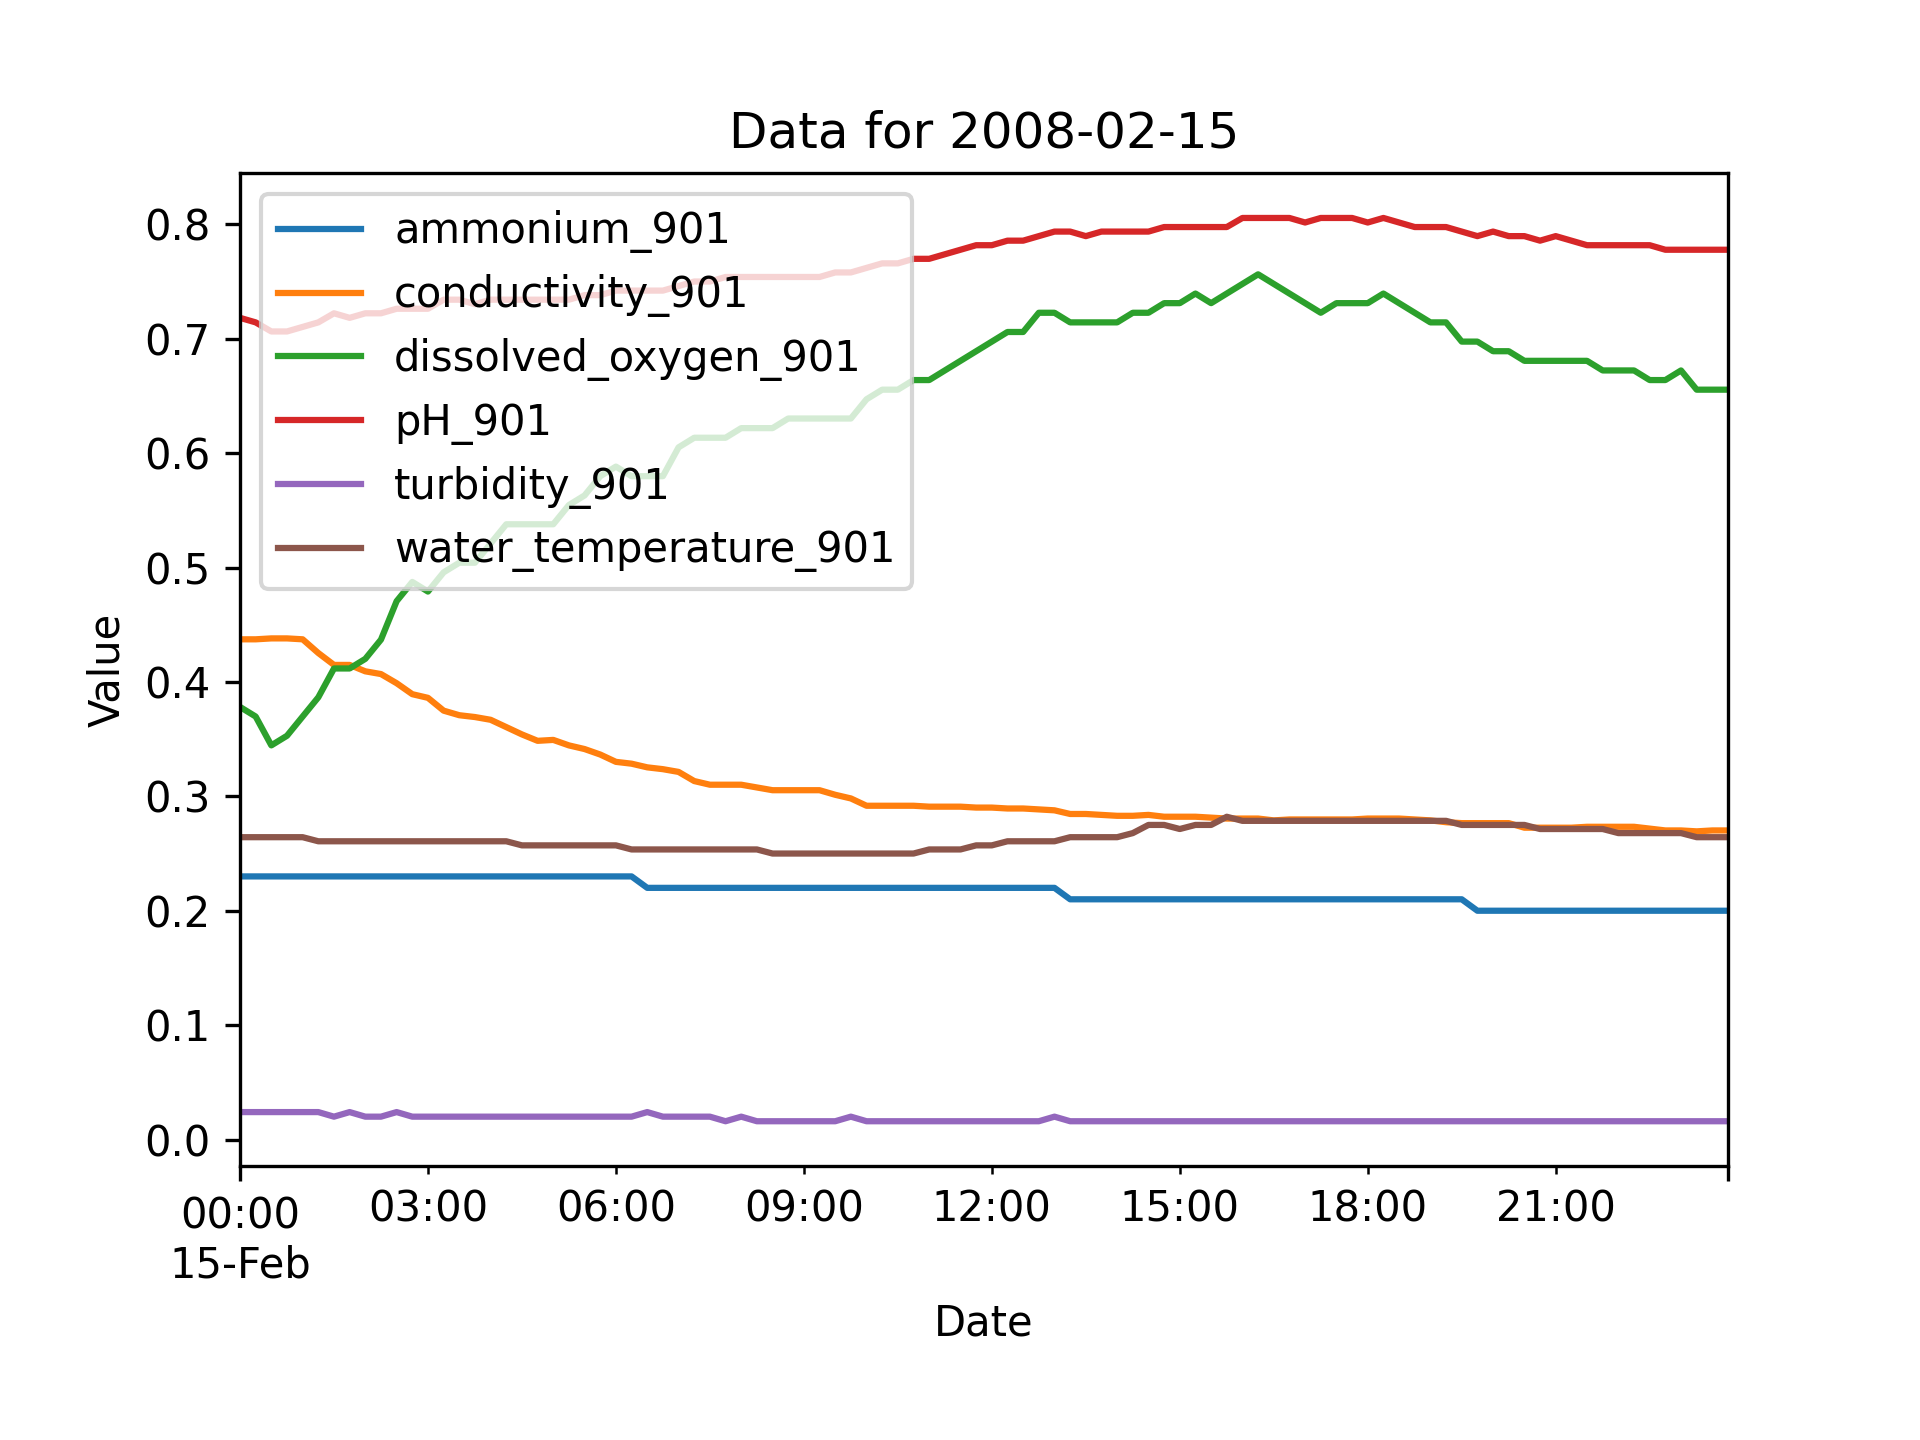 Data for 2008-02-15
ammonium_901
conductivity_901
dissolved_oxygen_901
pH_901
turbidity_901
water_temperature_901
0.8
0.7
0.6
0.5
0.4
0.3
0.2
0.1
0.0
Value
00:00 03:00 06:00 09:00 12:00 15:00 18:00 21:00
15-Feb
Date